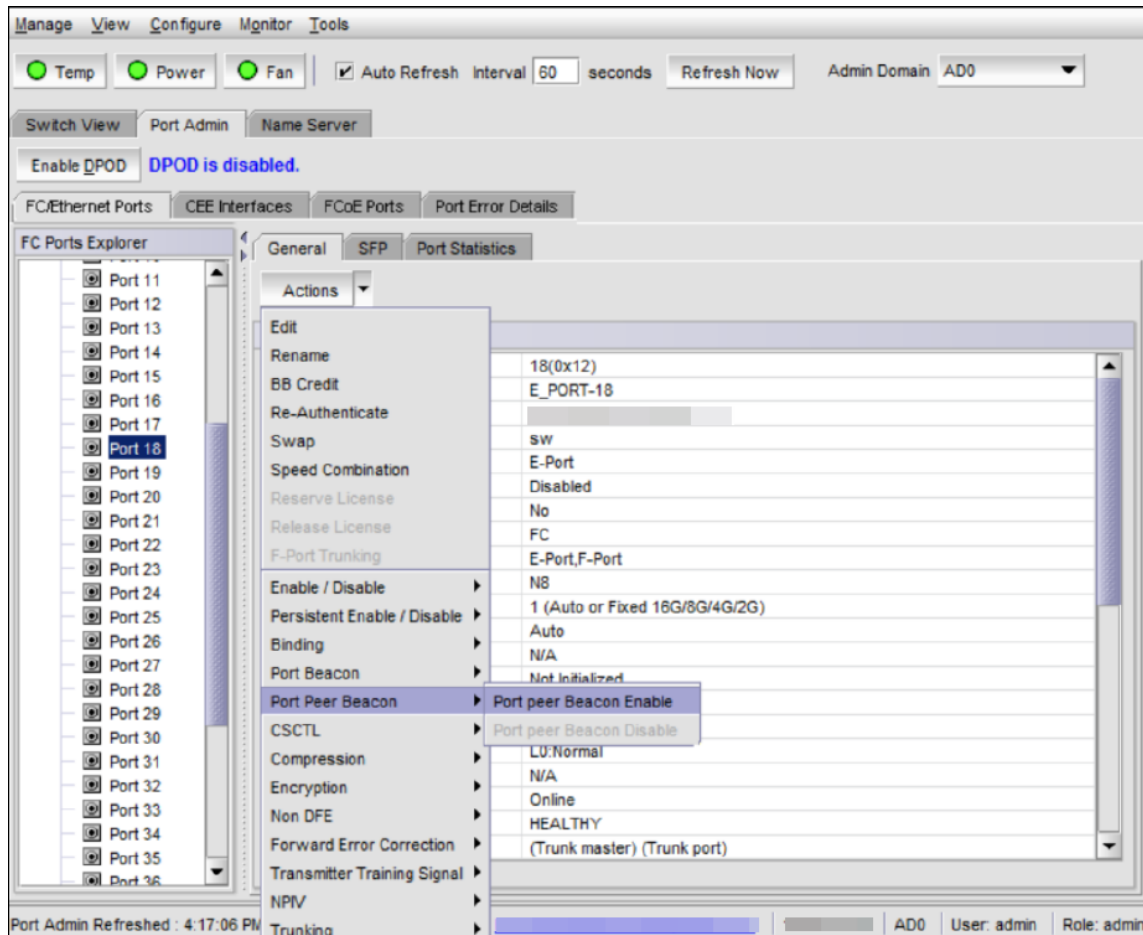 Manage View Configure Monitor Tools
Temp Power Fan Auto Refresh Interval 60 seconds Refresh Now Admin Domain AD0
Switch View Port Admin Name Server
Enable DPOD DPOD is disabled.
FC/Ethernet Ports CEE Interfaces FCoE Ports Port Error Details
FC Ports Explorer
Port 11
Port 12
Port 13
Port 14
Port 15
Port 16
Port 17
Port 18
Port 19
Port 20
Port 21
Port 22
Port 23
Port 24
Port 25
Port 26
Port 27
Port 28
Port 29
Port 30
Port 31
Port 32
Port 33
Port 34
Port 35
Port 36
General SFP Port Statistics
Actions
Edit
Rename
BB Credit
Re-Authenticate
Swap
Speed Combination
Reserve License
Release License
F-Port Trunking
Enable / Disable
Persistent Enable / Disable
Binding
Port Beacon
Port Peer Beacon
CSCTL
Compression
Encryption
Non DFE
Forward Error Correction
Transmitter Training Signal
NPIV
Trunking
Port peer Beacon Enable
Port peer Beacon Disable
18(0x12)
E_PORT-18
sw
E-Port
Disabled
No
FC
E-Port,F-Port
N8
1 (Auto or Fixed 16G/8G/4G/2G)
Auto
N/A
Not Initialized
L0:Normal
N/A
Online
HEALTHY
(Trunk master) (Trunk port)
Port Admin Refreshed : 4:17:06 PM AD0 User: admin Role: admin